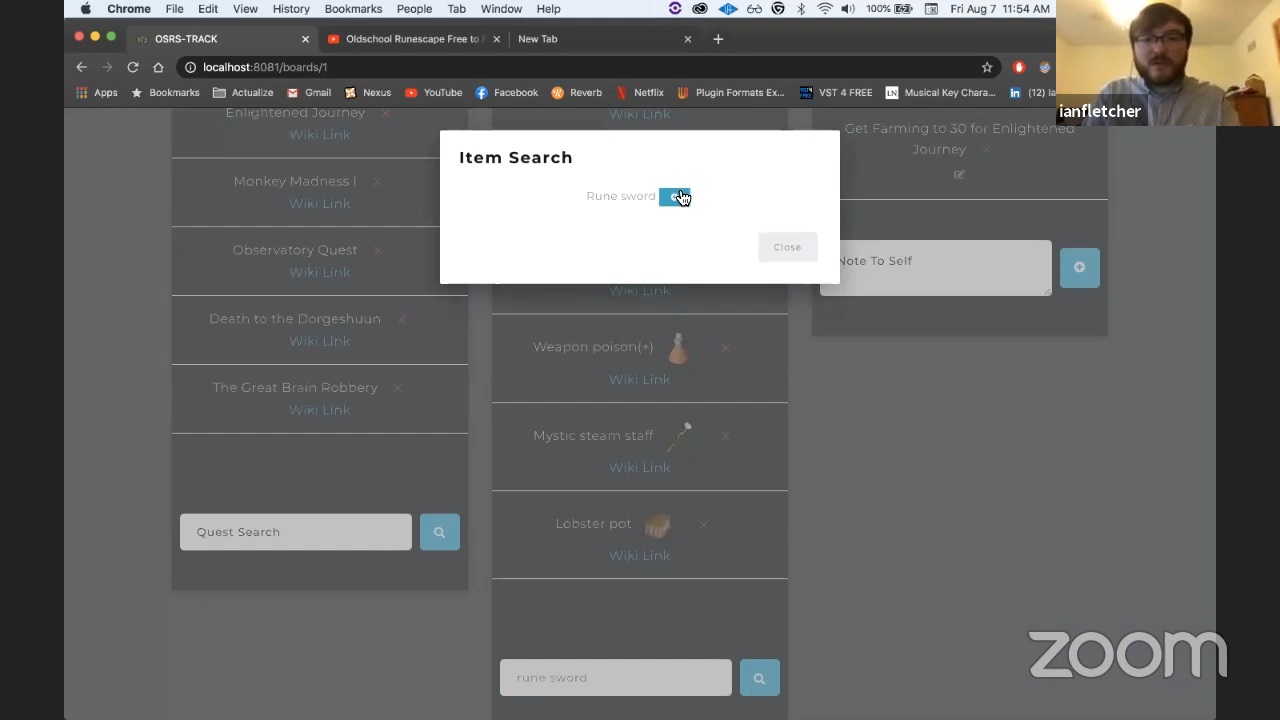 Chrome File Edit View History Bookmarks People Tab Window Help 100% Fri Aug 7 11:54 AM
OSRS-TRACK Oldschool Runescape Free to New Tab
localhost:8081/boards/1
Apps Bookmarks Actualize Gmail Nexus YouTube Facebook Reverb Netflix Plugin Formats Ex... VST 4 FREE LN Musical Key Chara... in (12)
ianfletcher
Enlightened Journey
Wiki Link
Monkey Madness I
Wiki Link
Observatory Quest
Wiki Link
Death to the Dorgeshuun
Wiki Link
The Great Brain Robbery
Wiki Link
Quest Search
Wiki Link
Item Search
Rune sword
Close
Wiki Link
Weapon poison(+)
Wiki Link
Mystic steam staff
Wiki Link
Lobster pot
Wiki Link
rune sword
Get Farming to 30 for Enlightened
Journey
Note To Self
zoom